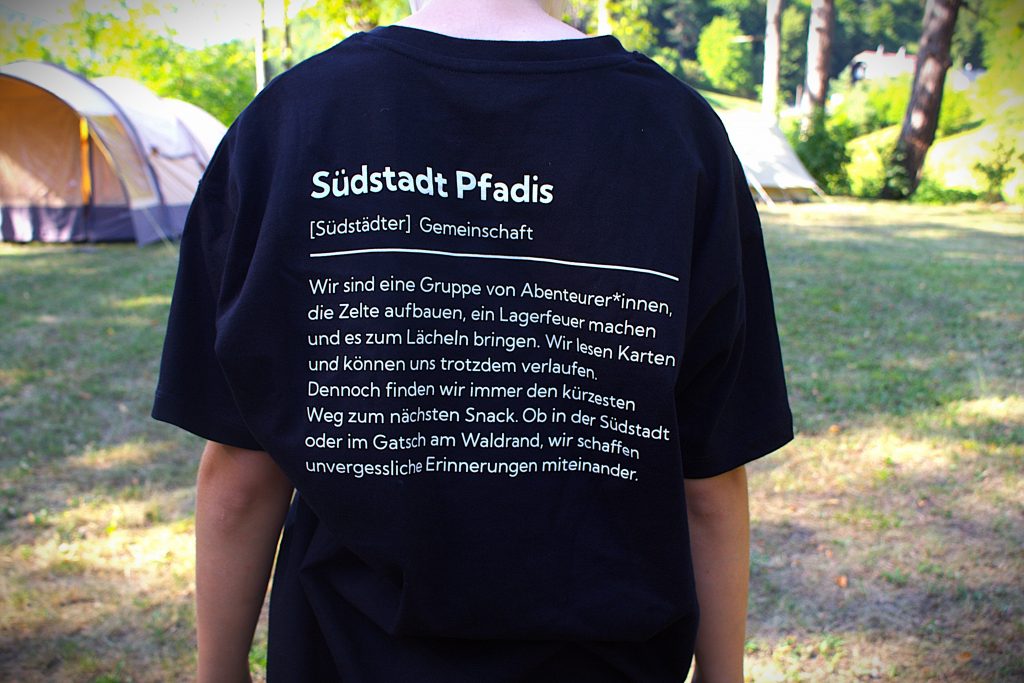 Südstadt Pfadis
[Südstädter] Gemeinschaft
Wir sind eine Gruppe von Abenteurer*innen,
die Zelte aufbauen, ein Lagerfeuer machen
und es zum Lächeln bringen. Wir lesen Karten
und können uns trotzdem verlaufen.
Dennoch finden wir immer den kürzesten
Weg zum nächsten Snack. Ob in der Südstadt
oder im Gatsch am Waldrand, wir schaffen
unvergessliche Erinnerungen miteinander.